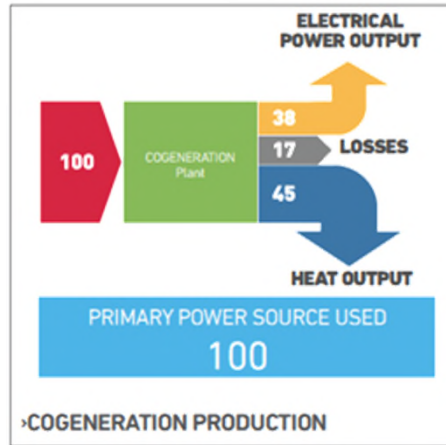 ELECTRICAL
POWER OUTPUT
38
100
COGENERATION
Plant
17
LOSSES
45
HEAT OUTPUT
PRIMARY POWER SOURCE USED
100
›COGENERATION PRODUCTION